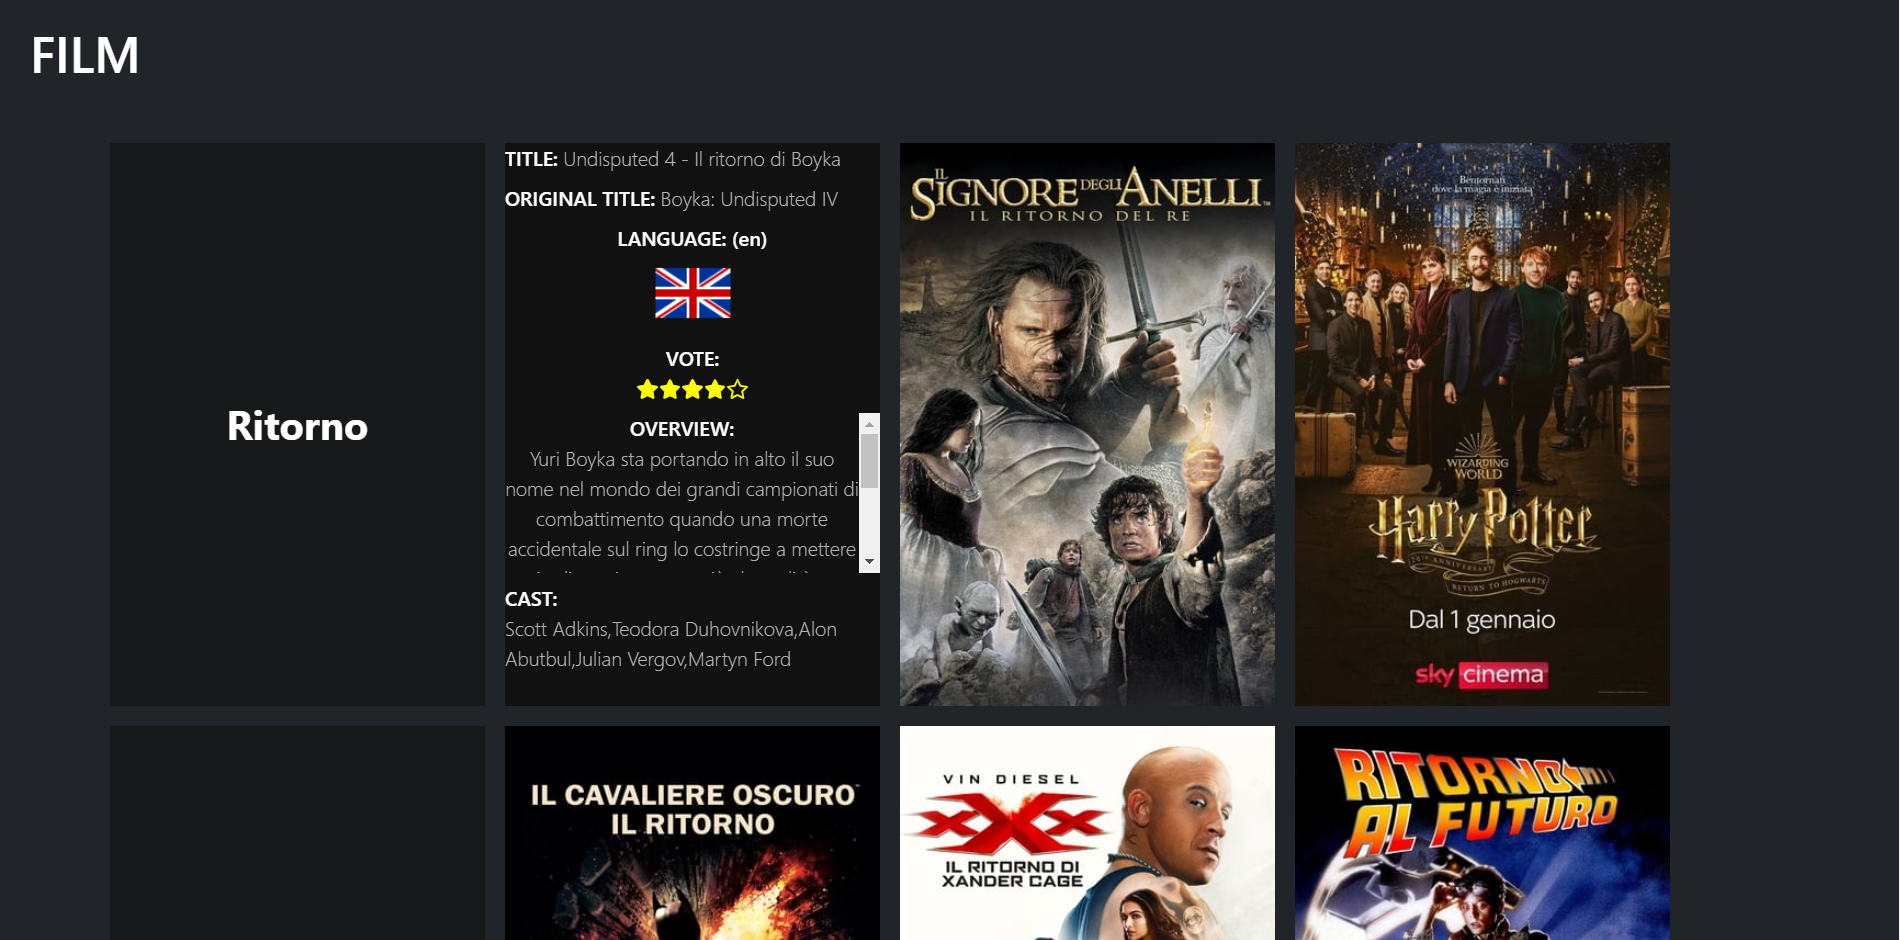 FILM
Ritorno
TITLE: Undisputed 4 - Il ritorno di Boyka
ORIGINAL TITLE: Boyka: Undisputed IV
LANGUAGE: (en)
VOTE:
OVERVIEW:
Yuri Boyka sta portando in alto il suo
nome nel mondo dei grandi campionati di
combattimento quando una morte
accidentale sul ring lo costringe a mettere
CAST:
Scott Adkins,Teodora Duhovnikova,Alon
Abutbul,Julian Vergov,Martyn Ford
IL
SIGNORE DEGLI ANELLI™
IL RITORNO DEL RE
Bentornati
dove la magia è iniziata
WIZARDING
WORLD
Harry Potter
20TH ANNIVERSARY
RETURN TO HOGWARTS
Dal 1 gennaio
sky cinema
IL CAVALIERE OSCURO
IL RITORNO
VIN DIESEL
xXx
IL RITORNO DI
XANDER CAGE
RITORNO
AL FUTURO